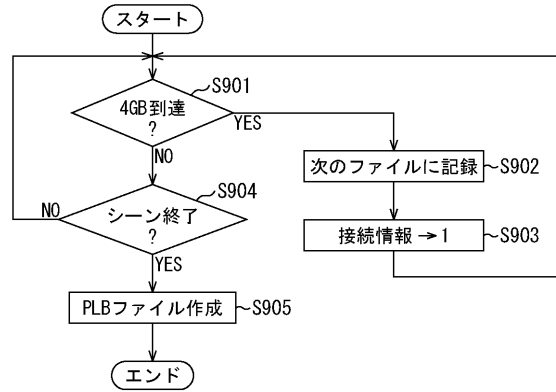 スタート
S901
4GB到達
?
YES
NO
次のファイルに記録
S902
S904
NO
シーン終了
?
接続情報→1
S903
YES
PLBファイル作成
S905
エンド